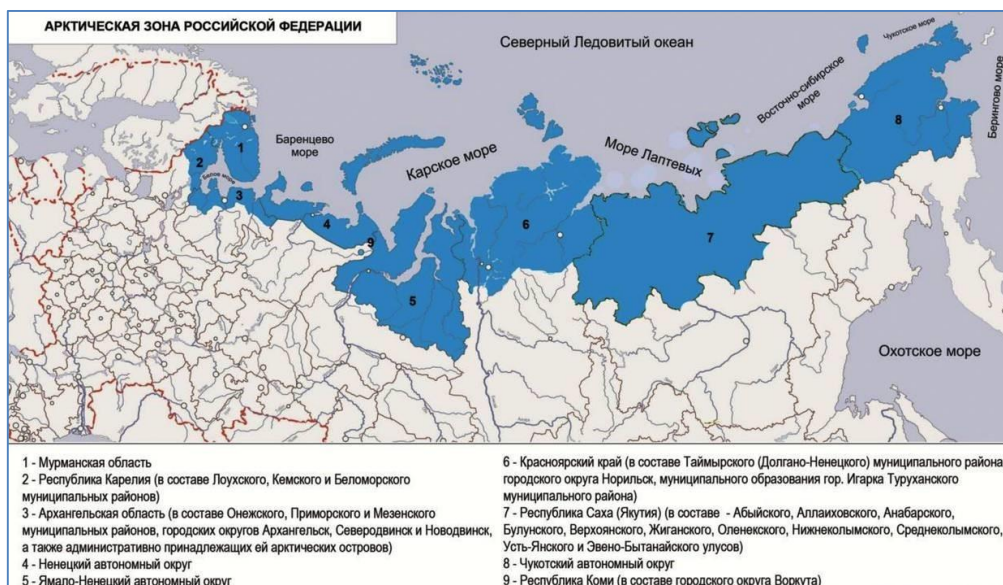 АРКТИЧЕСКАЯ ЗОНА РОССИЙСКОЙ ФЕДЕРАЦИИ
Северный Ледовитый океан
Чукотское море
Восточно-сибирское
море
Берингово море
Баренцево
море
Карское море
Море Лаптевых
Белое море
Охотское море
1
2
3
4
9
5
6
7
8
1 - Мурманская область
2 - Республика Карелия (в составе Лоухского, Кемского и Беломорского
муниципальных районов)
3 - Архангельская область (в составе Онежского, Приморского и Мезенского
муниципальных районов, городских округов Архангельск, Северодвинск и Новодвинск,
а также административно принадлежащих ей арктических островов)
4 - Ненецкий автономный округ
5 - Ямало-Ненецкий автономный округ
6 - Красноярский край (в составе Таймырского (Долгано-Ненецкого) муниципального района,
городского округа Норильск, муниципального образования гор. Игарка Туруханского
муниципального района)
7 - Республика Саха (Якутия) (в составе - Абыйского, Аллаиховского, Анабарского,
Булунского, Верхоянского, Жиганского, Оленекского, Нижнеколымского, Среднеколымского,
Усть-Янского и Эвено-Бытанайского улусов)
8 - Чукотский автономный округ
9 - Республика Коми (в составе городского округа Воркута)